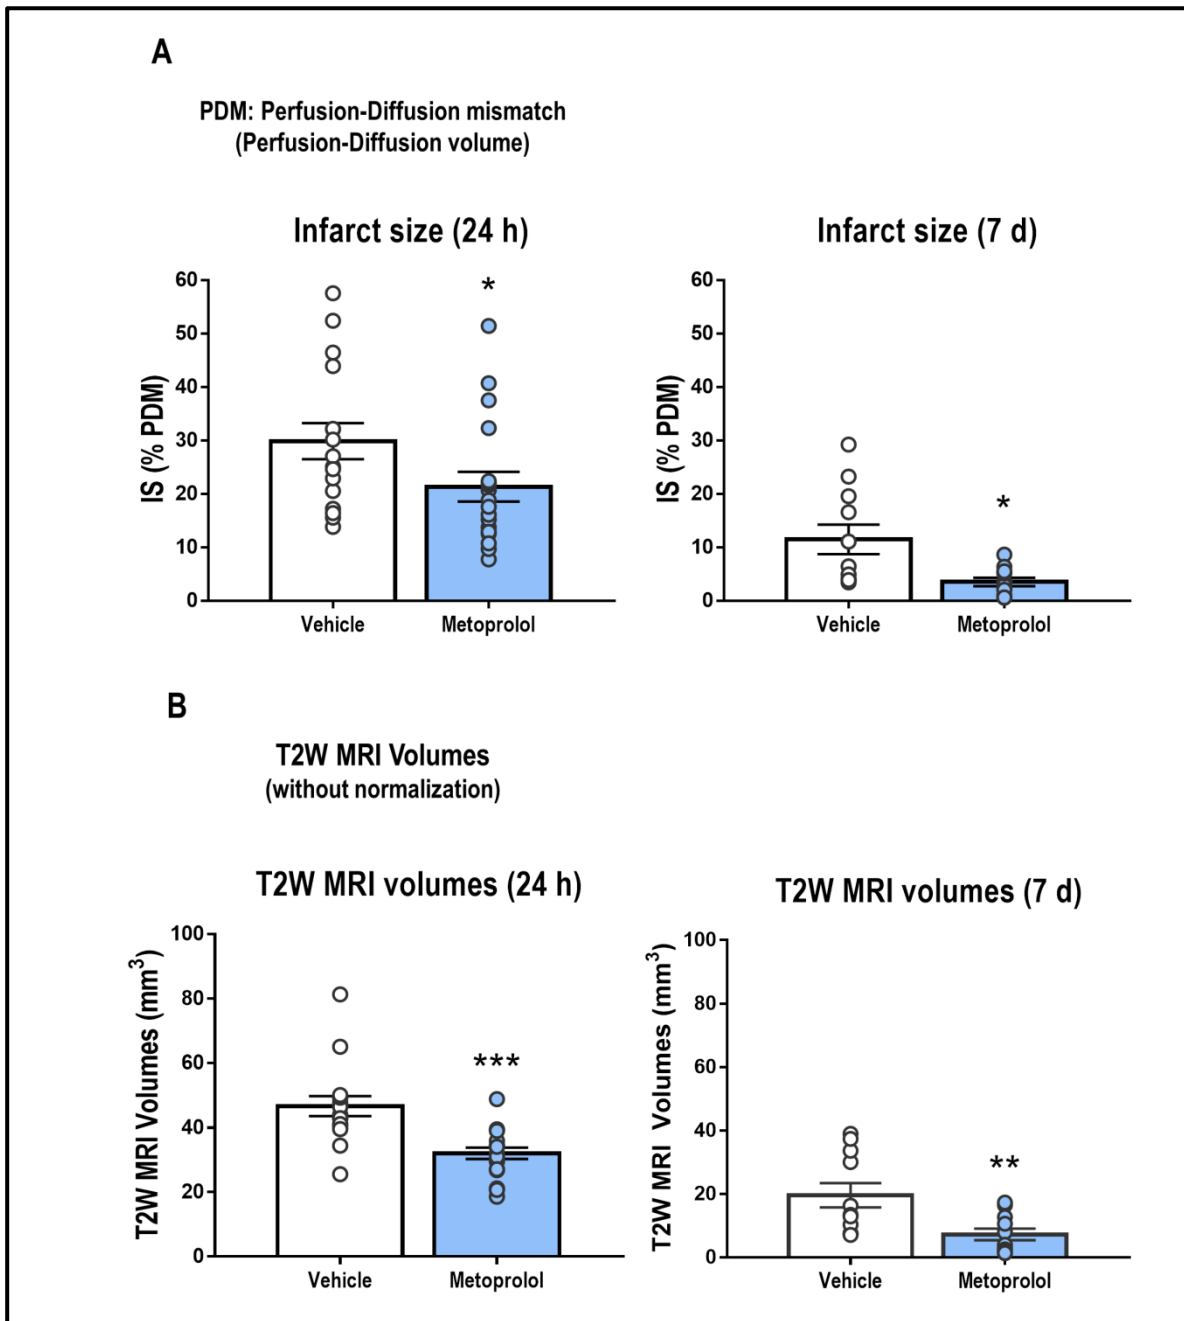 A
PDM: Perfusion-Diffusion mismatch
(Perfusion-Diffusion volume)
Infarct size (24 h)
IS (% PDM)
60
50
40
30
20
10
0
*
Vehicle
Metoprolol
Infarct size (7 d)
IS (% PDM)
60
50
40
30
20
10
0
*
Vehicle
Metoprolol
B
T2W MRI Volumes
(without normalization)
T2W MRI volumes (24 h)
T2W MRI Volumes (mm³)
100
80
60
40
20
0
***
Vehicle
Metoprolol
T2W MRI volumes (7 d)
T2W MRI Volumes (mm³)
100
80
60
40
20
0
**
Vehicle
Metoprolol